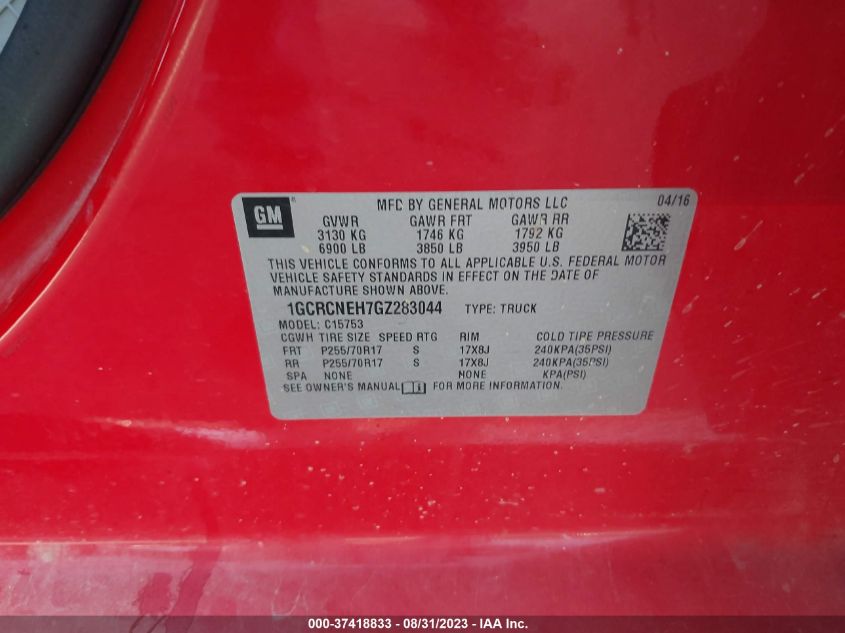 GM
MFC BY GENERAL MOTORS LLC 04/16
GVWR GAWR FRT GAWR RR
3130 KG 1746 KG 1792 KG
6900 LB 3850 LB 3950 LB
THIS VEHICLE CONFORMS TO ALL APPLICABLE U.S. FEDERAL MOTOR
VEHICLE SAFETY STANDARDS IN EFFECT ON THE DATE OF
MANUFACTURE SHOWN ABOVE.
1GCRCNEH7GZ283044 TYPE: TRUCK
MODEL: C15753
CGWH TIRE SIZE SPEED RTG RIM COLD TIPE PRESSURE
FRT P255/70R17 S 17X8J 240KPA(35PSI)
RR P255/70R17 S 17X8J 240KPA(35PSI)
SPA NONE NONE KPA(PSI)
SEE OWNER'S MANUAL FOR MORE INFORMATION.
000-37418833 - 08/31/2023 - IAA Inc.